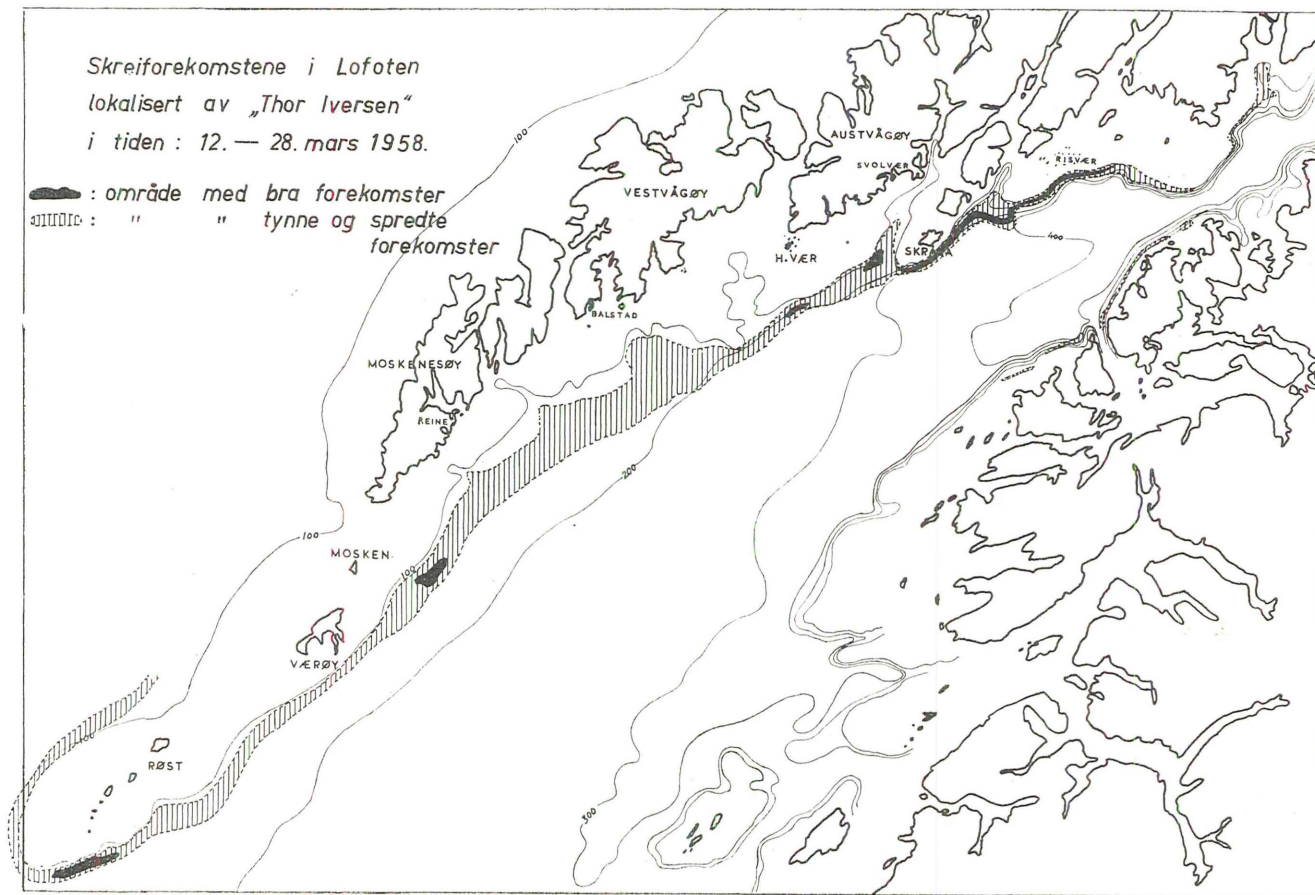 Skreiforekomstene i Lofoten
lokalisert av „Thor Iversen“
i tiden : 12. — 28. mars 1958.
: område med bra forekomster
: " " tynne og spredte
forekomster
100
AUSTVÅGØY
SVOLVÆR
RISVÆR
VESTVÅGØY
400
H.VÆR
BALSTAD
MOSKENESØY
REINE
200
100
MOSKEN
100
VÆRØY
100
RØST
300